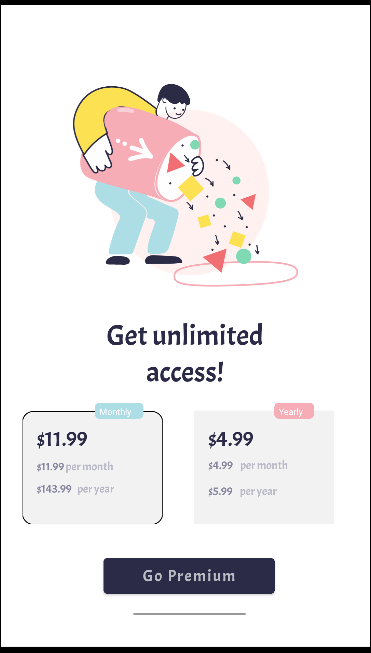 Get unlimited
access!
Monthly
$11.99
$11.99 per month
$143.99 per year
Yearly
$4.99
$4.99 per month
$5.99 per year
Go Premium